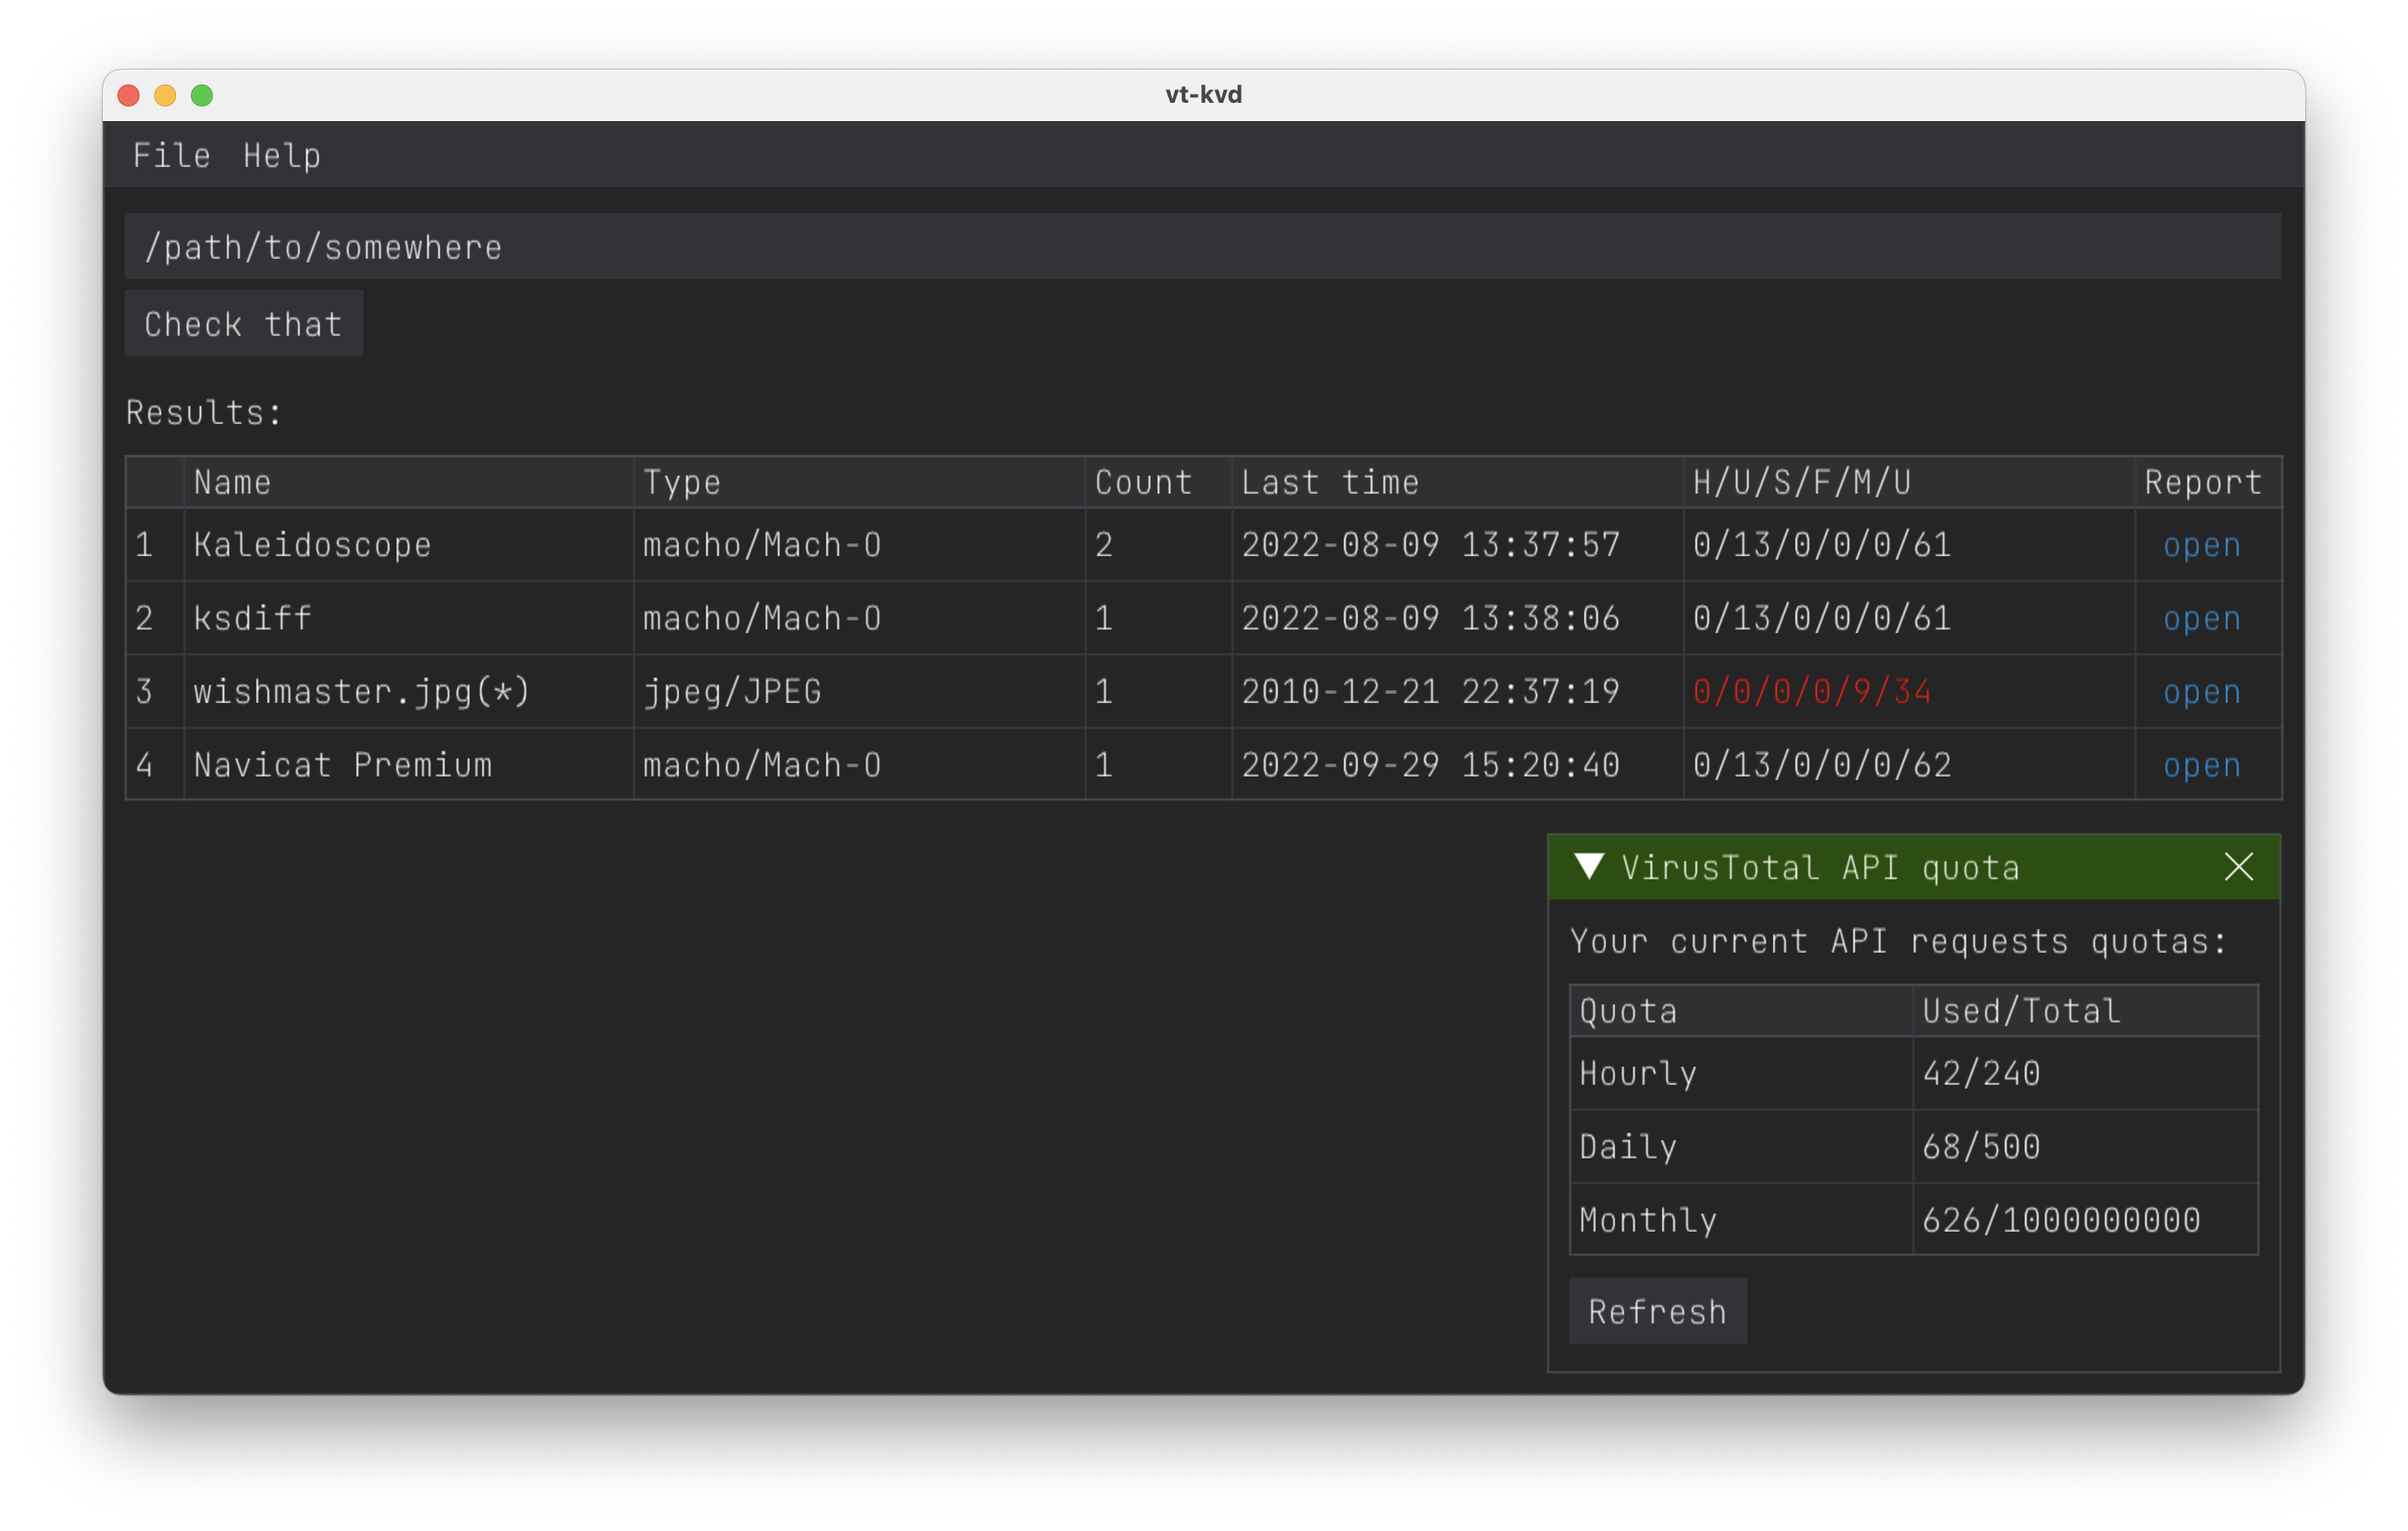 vt-kvd
File Help
/path/to/somewhere
Check that
Results:
Name Type Count Last time H/U/S/F/M/U Report
1 Kaleidoscope macho/Mach-O 2 2022-08-09 13:37:57 0/13/0/0/0/61 open
2 ksdiff macho/Mach-O 1 2022-08-09 13:38:06 0/13/0/0/0/61 open
3 wishmaster.jpg(*) jpeg/JPEG 1 2010-12-21 22:37:19 0/0/0/0/9/34 open
4 Navicat Premium macho/Mach-O 1 2022-09-29 15:20:40 0/13/0/0/0/62 open
VirusTotal API quota
Your current API requests quotas:
Quota Used/Total
Hourly 42/240
Daily 68/500
Monthly 626/1000000000
Refresh